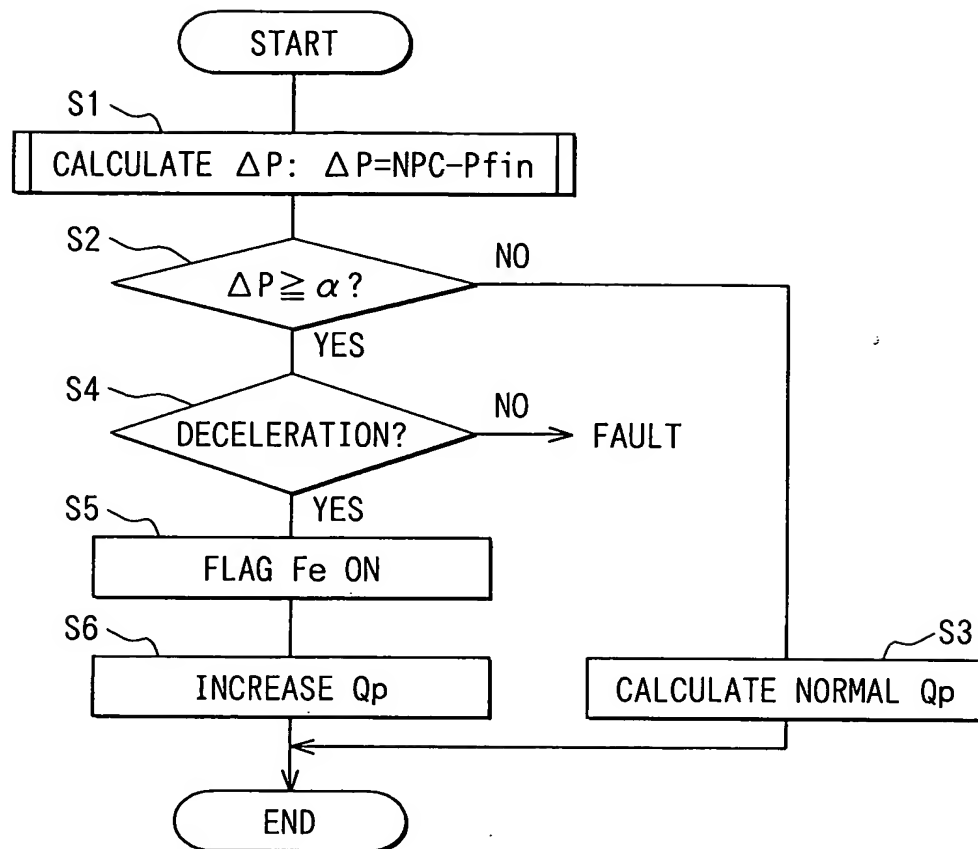 START
S1
CALCULATE ΔP: ΔP=NPC-Pfin
S2
NO
ΔP≧α?
YES
S4
NO
DECELERATION?
FAULT
YES
S5
FLAG Fe ON
S6
S3
INCREASE Qp
CALCULATE NORMAL Qp
END